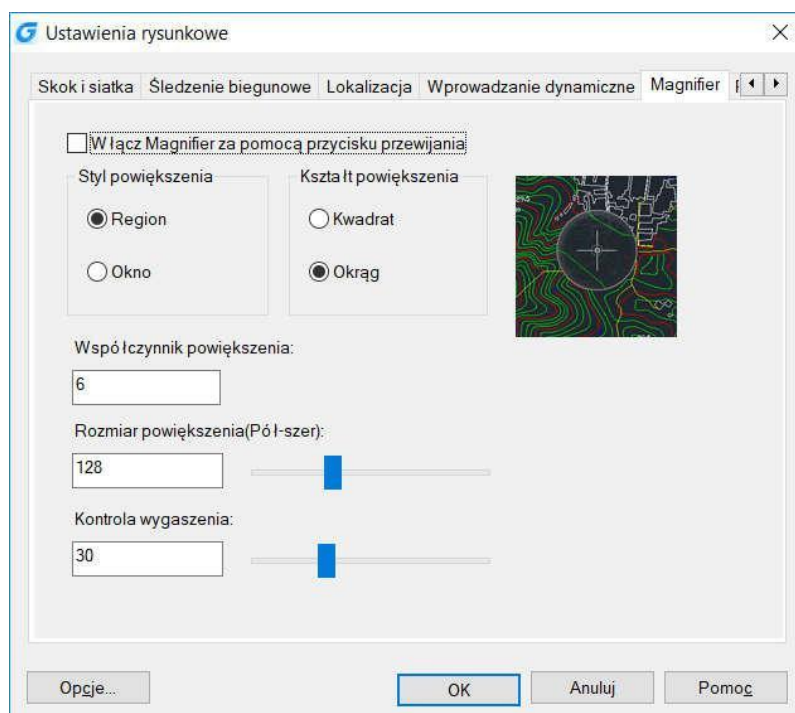 Ustawienia rysunkowe
Skok i siatka Śledzenie biegunowe Lokalizacja Wprowadzanie dynamiczne Magnifier
Włącz Magnifier za pomocą przycisku przewijania
Styl powiększenia Kształt powiększenia
Region Kwadrat
Okno Okrąg
Współczynnik powiększenia:
6
Rozmiar powiększenia(Pół-szer):
128
Kontrola wygaszenia:
30
Opcje... OK Anuluj Pomoc